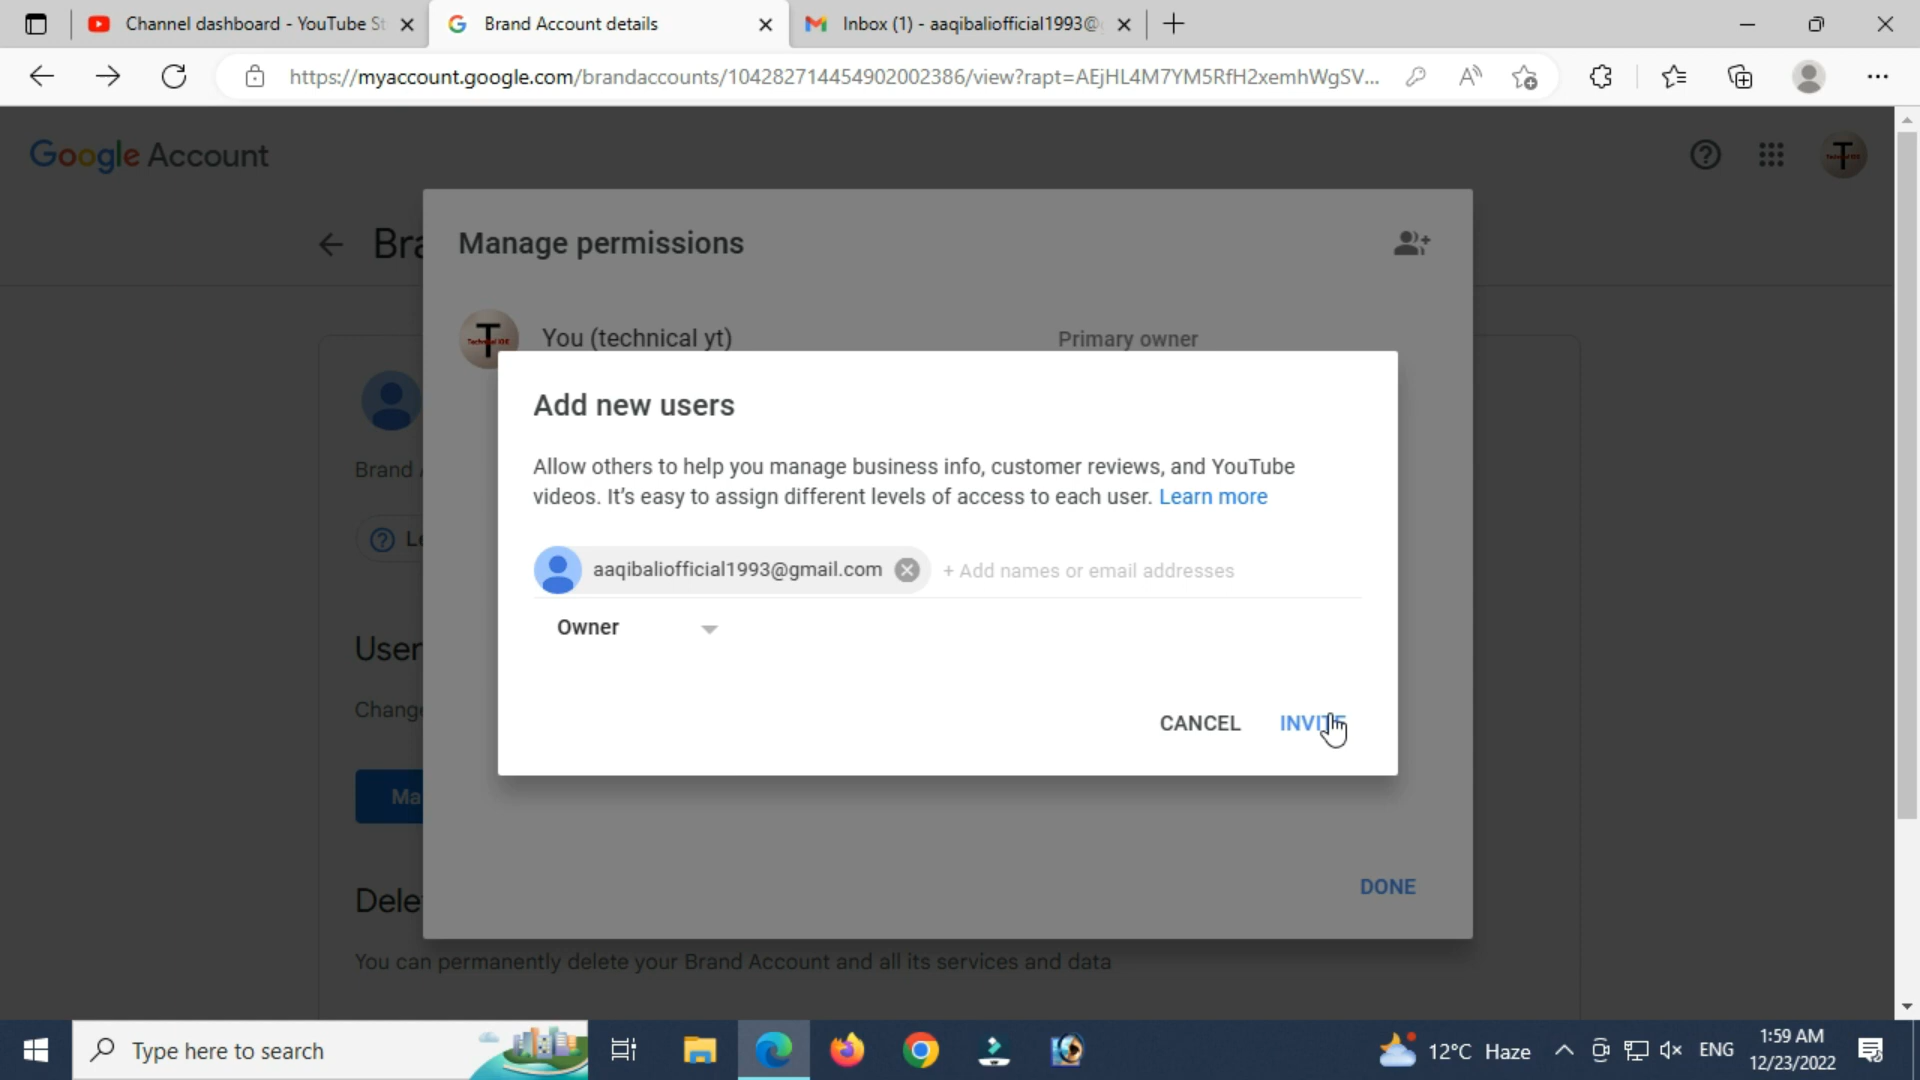 Channel dashboard - YouTube St
Brand Account details
Inbox (1) - aaqibaliofficial1993@
https://myaccount.google.com/brandaccounts/104282714454902002386/view?rapt=AEjHL4M7YM5RfH2xemhWgSV...
Google Account
T
Bra
Manage permissions
T
You (technical yt)
Primary owner
Add new users
Allow others to help you manage business info, customer reviews, and YouTube
videos. It's easy to assign different levels of access to each user. Learn more
Brand
Le
aaqibaliofficial1993@gmail.com
+ Add names or email addresses
Owner
User
Change
CANCEL
INVITE
Ma
DONE
Dele
You can permanently delete your Brand Account and all its services and data
Type here to search
12°C Haze
ENG
1:59 AM
12/23/2022